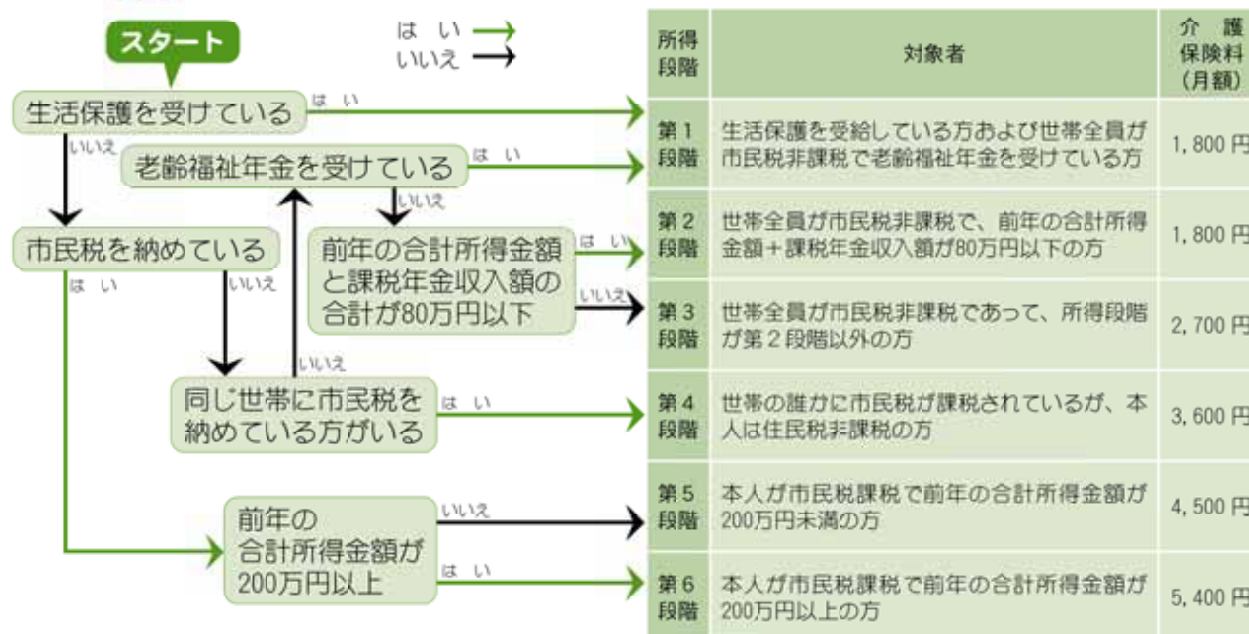 スタート
はい
いいえ
生活保護を受けている
はい
いいえ
老齢福祉年金を受けている
はい
いいえ
市民税を納めている
はい
いいえ
前年の合計所得金額
と課税年金収入額の
合計が80万円以下
はい
いいえ
いいえ
同じ世帯に市民税を
納めている方がいる
はい
前年の
合計所得金額が
200万円以上
いいえ
はい
所得
段階
対象者
介護
保険料
(月額)
第1
段階
生活保護を受給している方および世帯全員が
市民税非課税で老齢福祉年金を受けている方
1,800円
第2
段階
世帯全員が市民税非課税で、前年の合計所得
金額+課税年金収入額が80万円以下の方
1,800円
第3
段階
世帯全員が市民税非課税であって、所得段階
が第2段階以外の方
2,700円
第4
段階
世帯の誰かに市民税が課税されているが、本
人は住民税非課税の方
3,600円
第5
段階
本人が市民税課税で前年の合計所得金額が
200万円未満の方
4,500円
第6
段階
本人が市民税課税で前年の合計所得金額が
200万円以上の方
5,400円